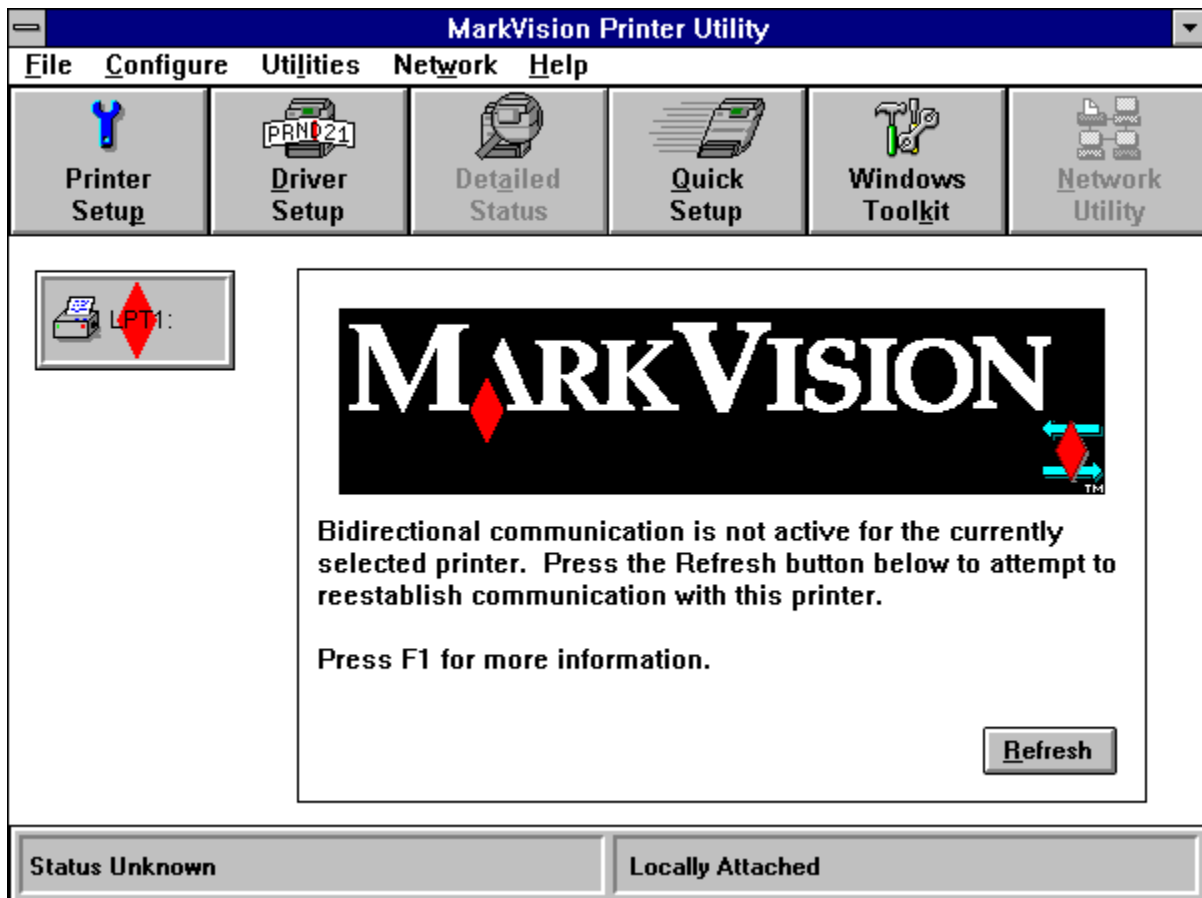 MarkVision Printer Utility
File Configure Utilities Network Help
PRND21
Printer Setup
Driver Setup
Detailed Status
Quick Setup
Windows Toolkit
Network Utility
LPT1:
MARKVISION
TM
Bidirectional communication is not active for the currently
selected printer. Press the Refresh button below to attempt to
reestablish communication with this printer.
Press F1 for more information.
Refresh
Status Unknown
Locally Attached